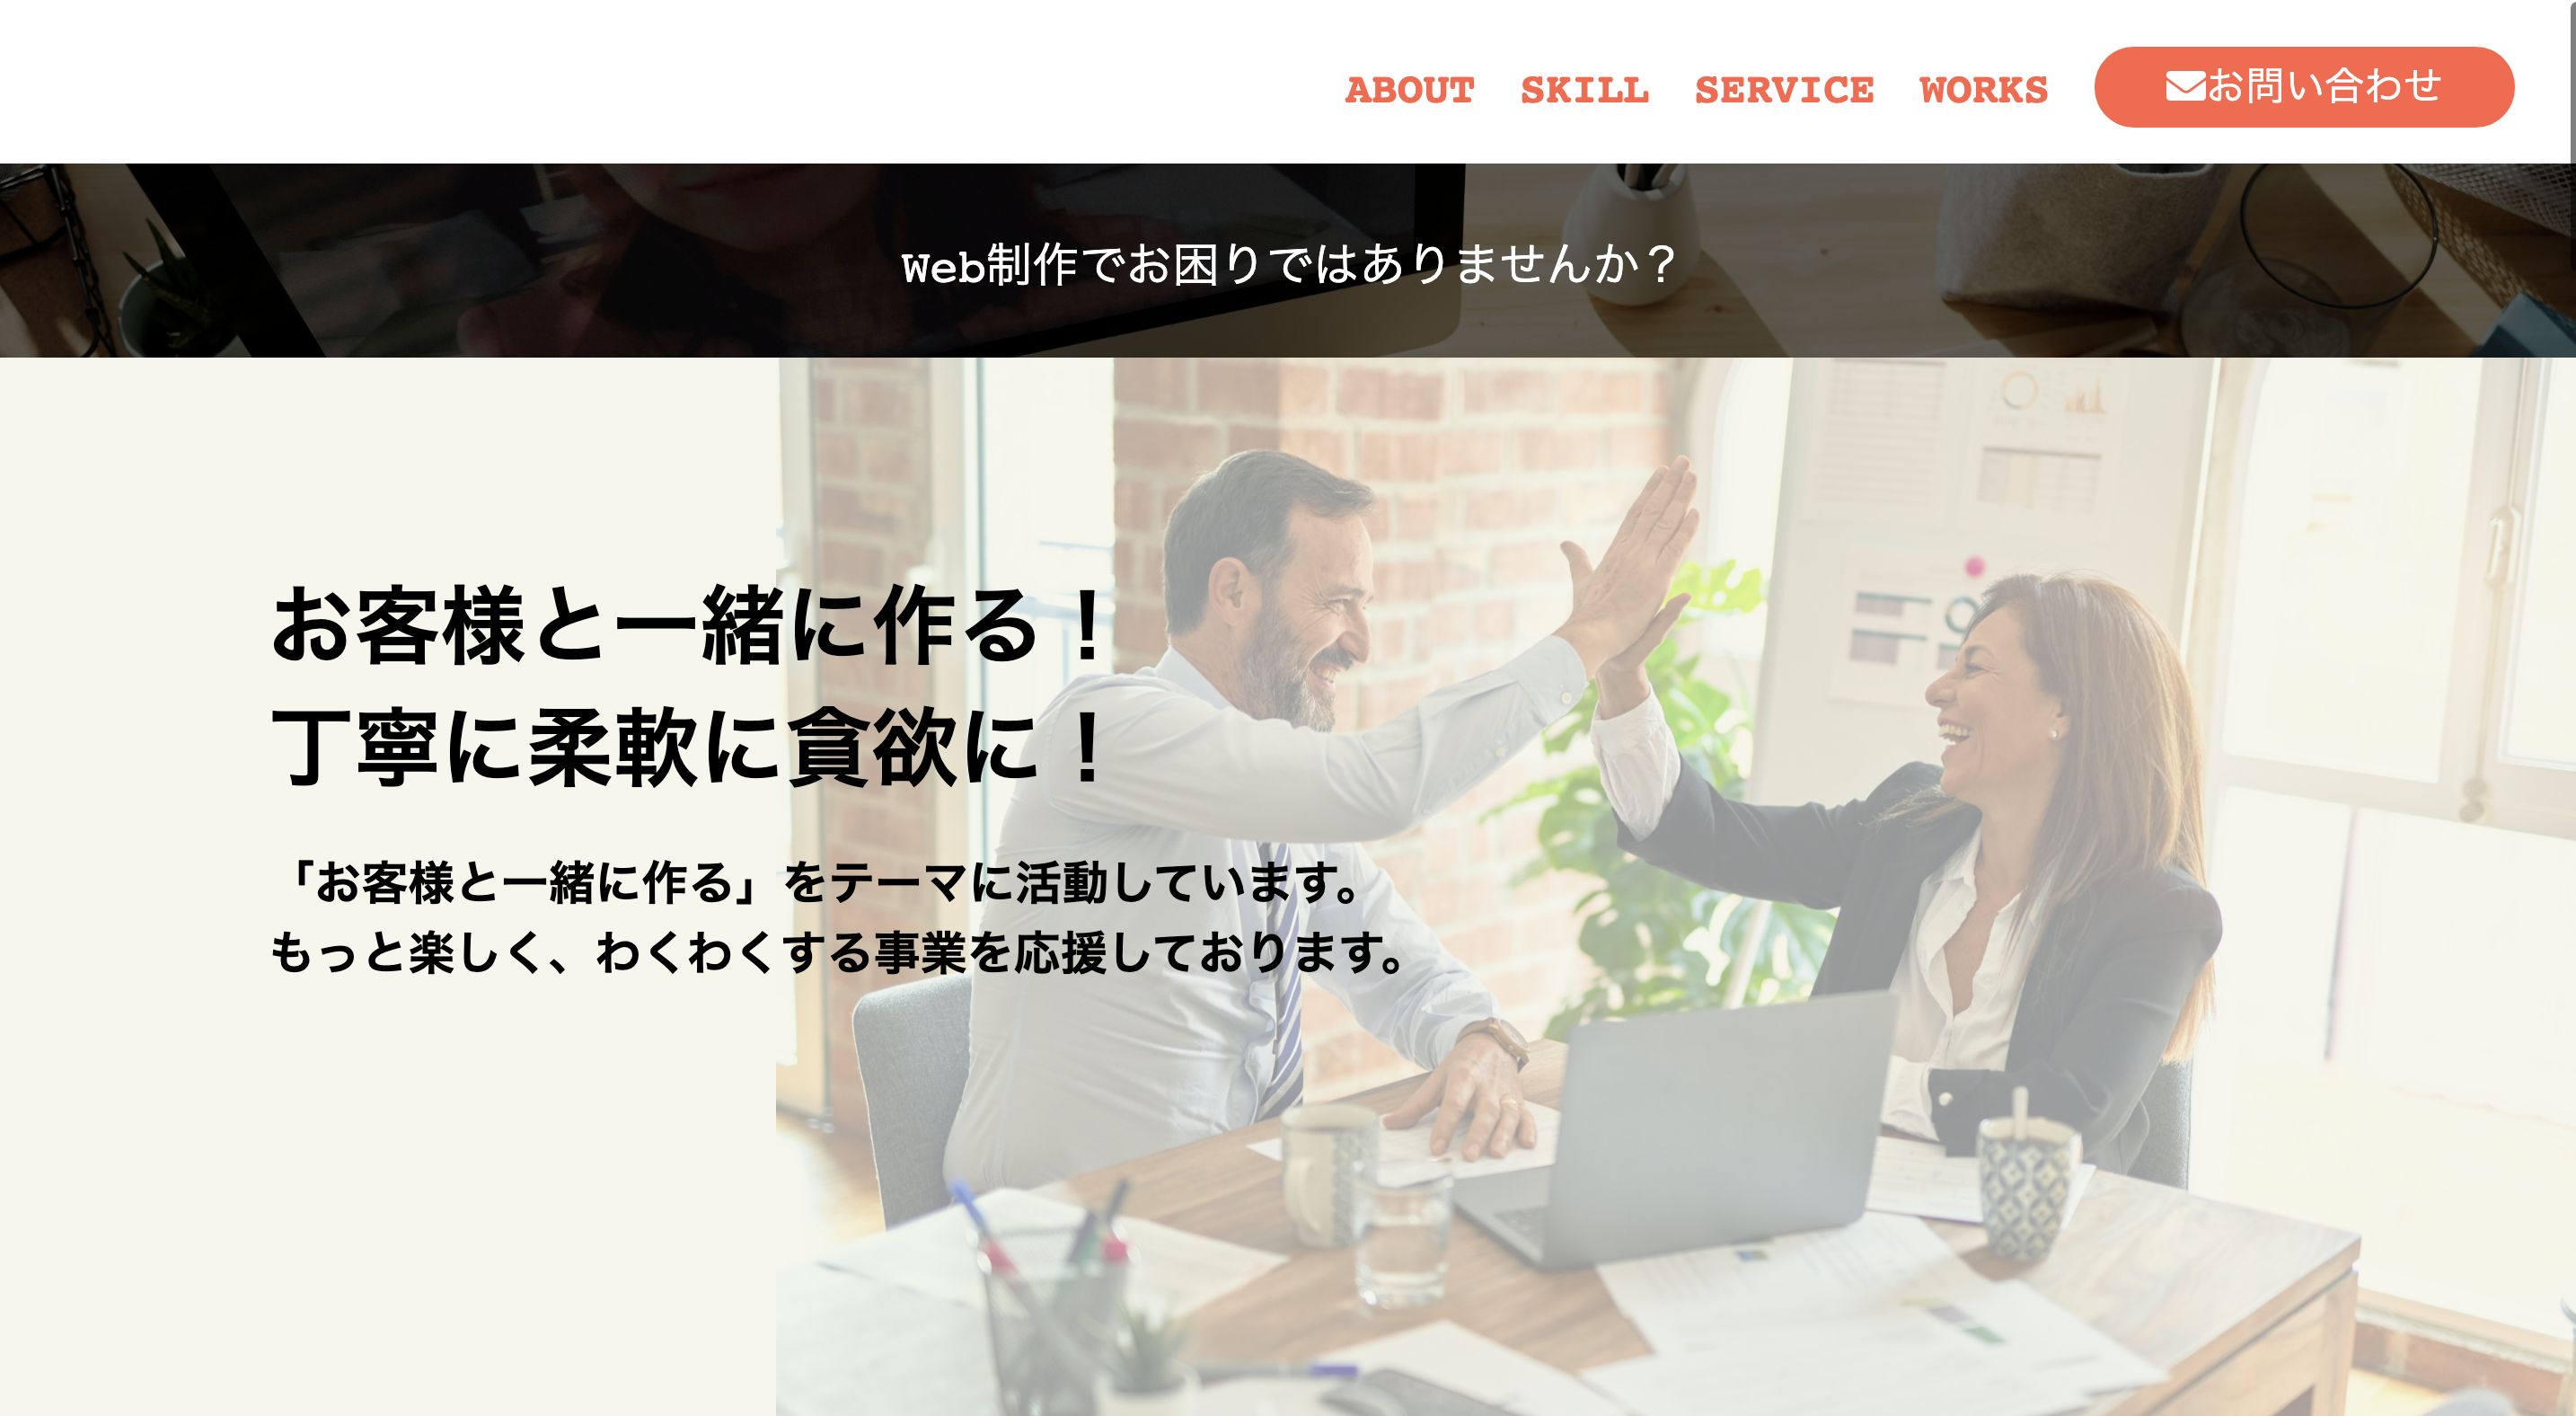 ABOUT SKILL SERVICE WORKS お問い合わせ
Web制作でお困りではありませんか？
お客様と一緒に作る！
丁寧に柔軟に貪欲に！
「お客様と一緒に作る」をテーマに活動しています。
もっと楽しく、わくわくする事業を応援しております。